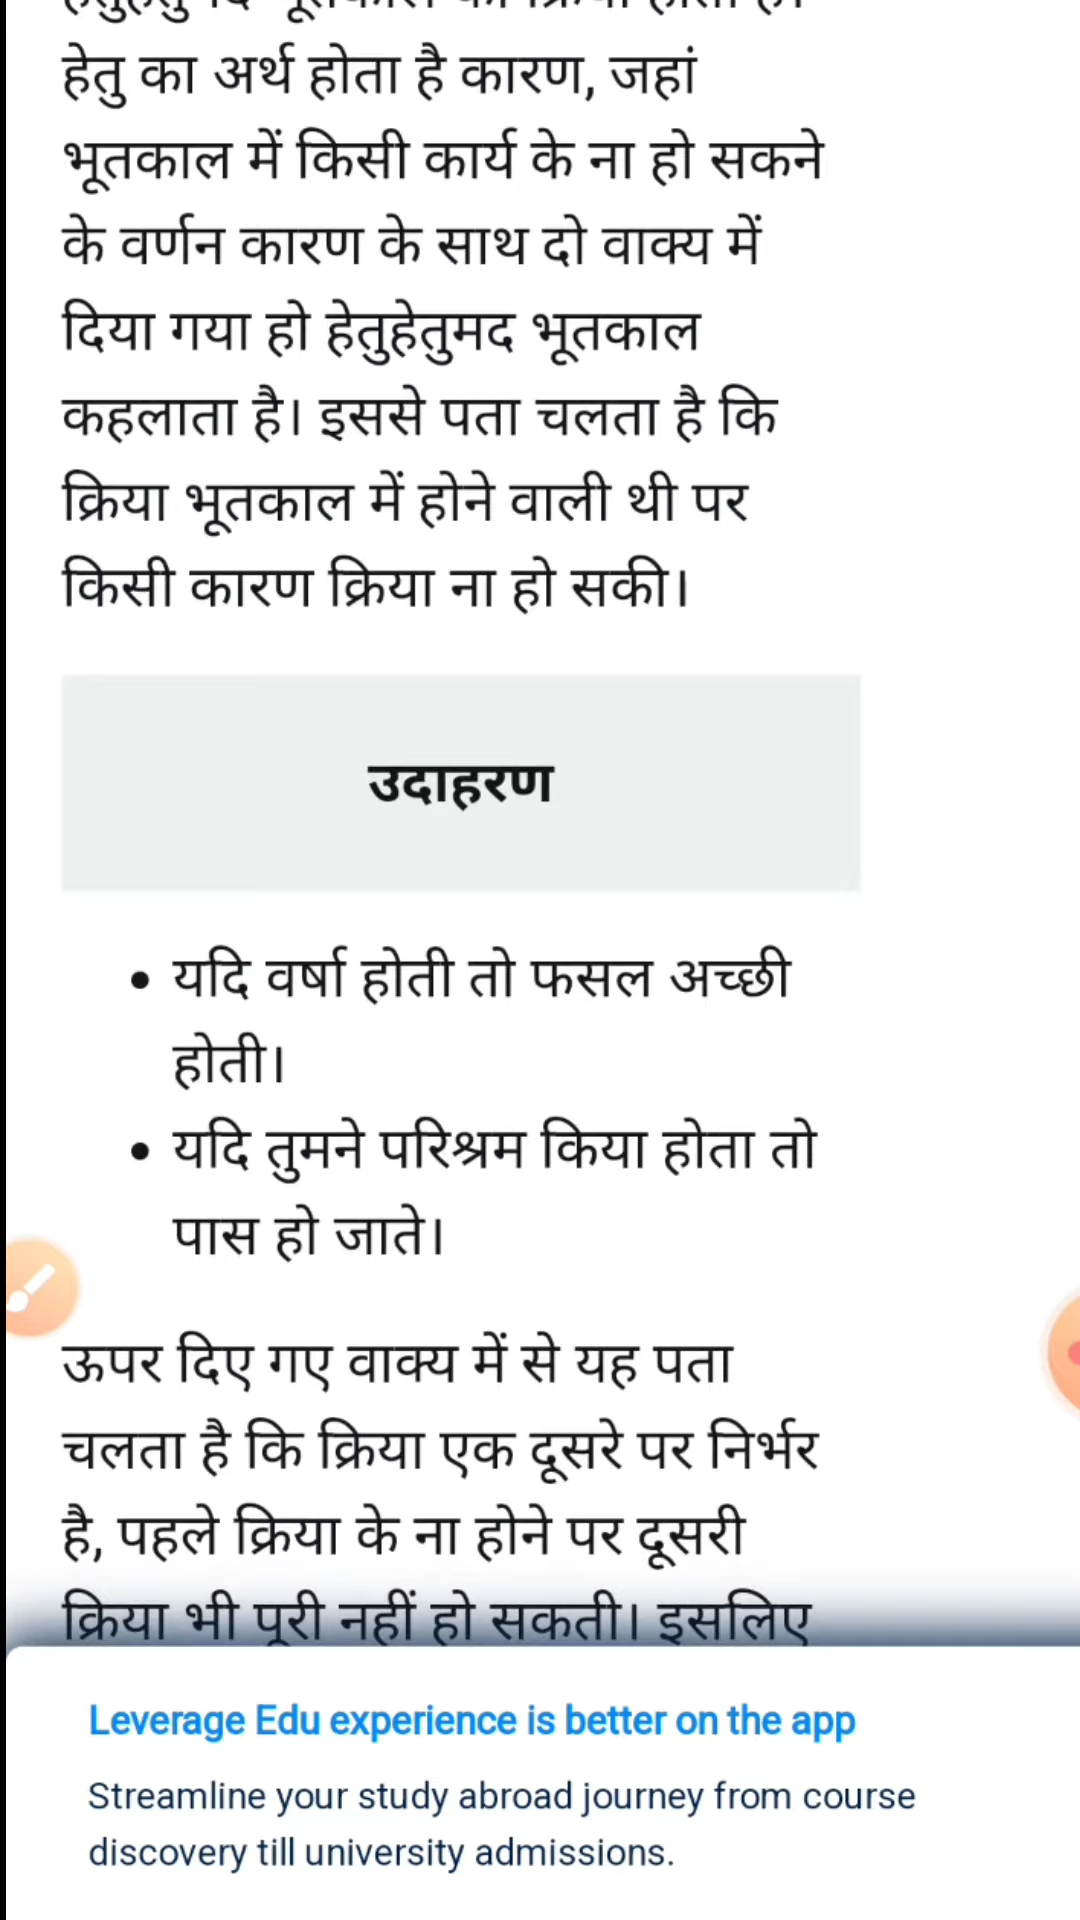 हेतु का अर्थ होता है कारण, जहां
भूतकाल में किसी कार्य के ना हो सकने
के वर्णन कारण के साथ दो वाक्य में
दिया गया हो हेतुहेतुमद भूतकाल
कहलाता है। इससे पता चलता है कि
क्रिया भूतकाल में होने वाली थी पर
किसी कारण क्रिया ना हो सकी।
उदाहरण
• यदि वर्षा होती तो फसल अच्छी
होती।
• यदि तुमने परिश्रम किया होता तो
पास हो जाते।
ऊपर दिए गए वाक्य में से यह पता
चलता है कि क्रिया एक दूसरे पर निर्भर
है, पहले क्रिया के ना होने पर दूसरी
क्रिया भी पूरी नहीं हो सकती। इसलिए
Leverage Edu experience is better on the app
Streamline your study abroad journey from course
discovery till university admissions.